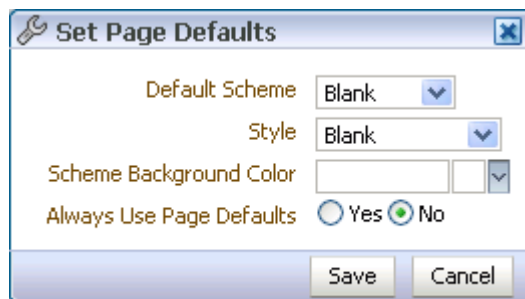 Set Page Defaults
Default Scheme Blank
Style Blank
Scheme Background Color
Always Use Page Defaults Yes No
Save Cancel